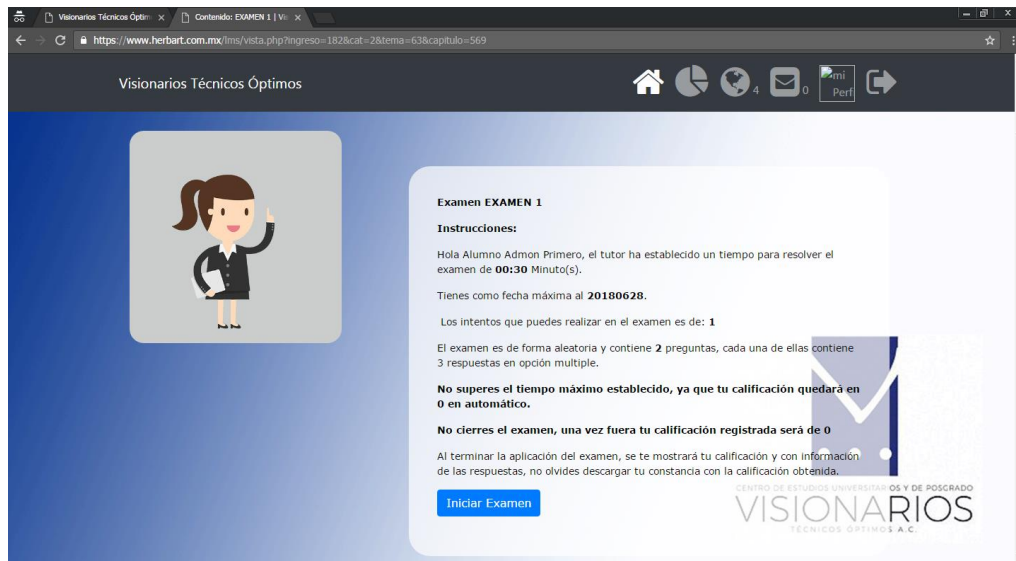 Visionarios Técnicos Óptim
Contenido: EXAMEN 1 | Vis
https://www.herbart.com.mx/lms/vista.php?ingreso=182&cat=2&tema=63&capitulo=569
Visionarios Técnicos Óptimos
4
0
mi
Perf
Examen EXAMEN 1
Instrucciones:
Hola Alumno Admon Primero, el tutor ha establecido un tiempo para resolver el
examen de 00:30 Minuto(s).
Tienes como fecha máxima al 20180628.
Los intentos que puedes realizar en el examen es de: 1
El examen es de forma aleatoria y contiene 2 preguntas, cada una de ellas contiene
3 respuestas en opción multiple.
No superes el tiempo máximo establecido, ya que tu calificación quedará en
0 en automático.
No cierres el examen, una vez fuera tu calificación registrada será de 0
Al terminar la aplicación del examen, se te mostrará tu calificación y con información
de las respuestas, no olvides descargar tu constancia con la calificación obtenida.
Iniciar Examen
CENTRO DE ESTUDIOS UNIVERSITARIOS Y DE POSGRADO
VISIONARIOS
TÉCNICOS ÓPTIMOS A.C.